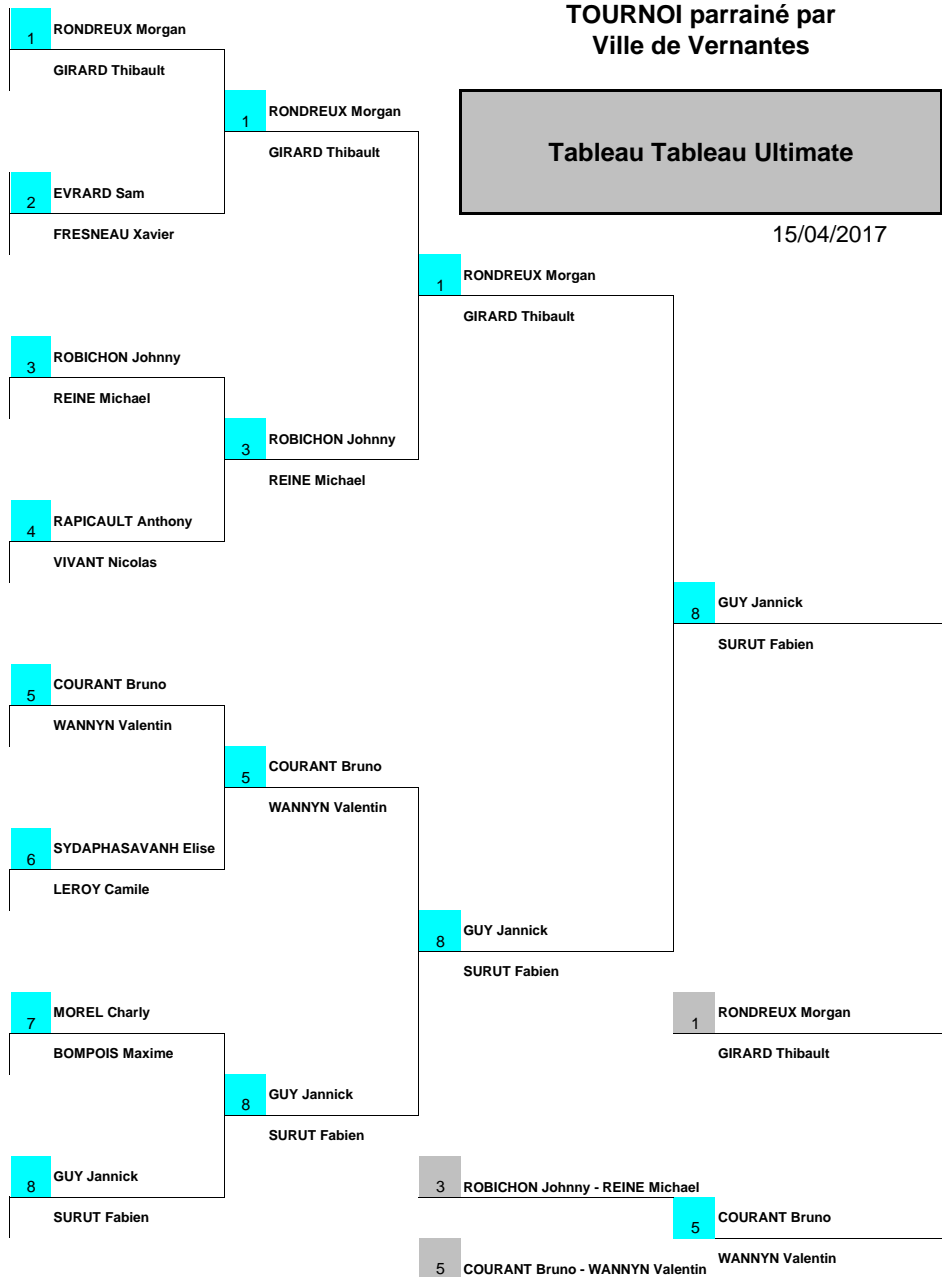 TOURNOI parrainé par
Ville de Vernantes
Tableau Tableau Ultimate
15/04/2017
1 RONDREUX Morgan
GIRARD Thibault
2 EVRARD Sam
FRESNEAU Xavier
3 ROBICHON Johnny
REINE Michael
4 RAPICAULT Anthony
VIVANT Nicolas
5 COURANT Bruno
WANNYN Valentin
6 SYDAPHASAVANH Elise
LEROY Camile
7 MOREL Charly
BOMPOIS Maxime
8 GUY Jannick
SURUT Fabien
1 RONDREUX Morgan
GIRARD Thibault
3 ROBICHON Johnny
REINE Michael
5 COURANT Bruno
WANNYN Valentin
8 GUY Jannick
SURUT Fabien
1 RONDREUX Morgan
GIRARD Thibault
8 GUY Jannick
SURUT Fabien
8 GUY Jannick
SURUT Fabien
1 RONDREUX Morgan
GIRARD Thibault
3 ROBICHON Johnny - REINE Michael
5 COURANT Bruno - WANNYN Valentin
5 COURANT Bruno
WANNYN Valentin